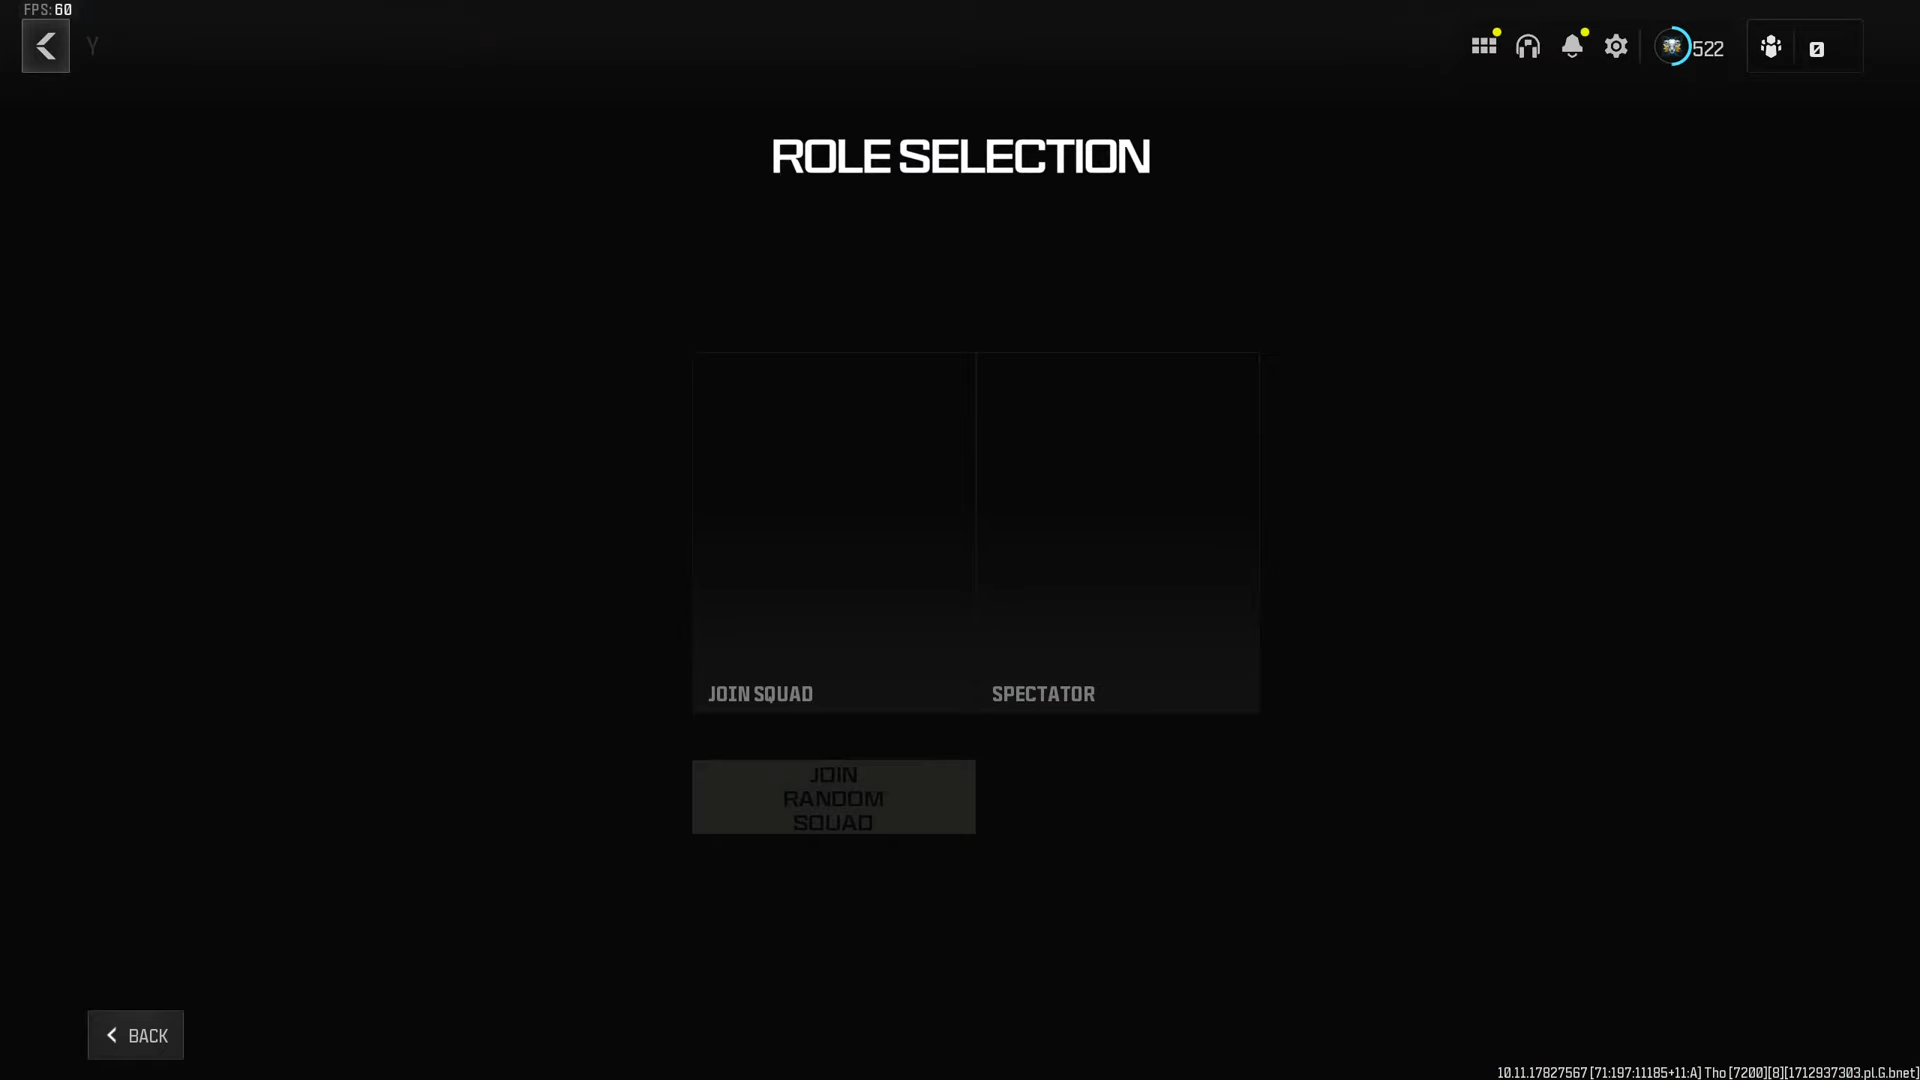 FPS: 60
Y
522
0
ROLE SELECTION
JOIN SQUAD
SPECTATOR
JOIN
RANDOM
SQUAD
BACK
10.11.17827567 [71:197:11185+11:A] Tho [7200][8][1712937303.pl.G.bnet]